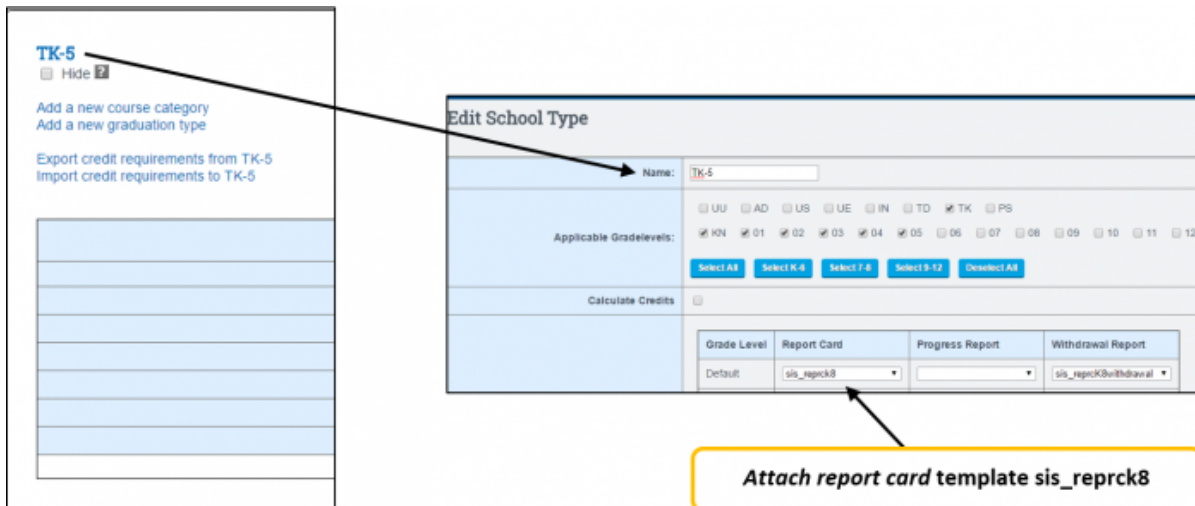 TK-5
Hide ?
Add a new course category
Add a new graduation type
Export credit requirements from TK-5
Import credit requirements to TK-5
Edit School Type
Name: TK-5
UU AD US UE IN TD TK PS
Applicable Gradelevels:
KN 01 02 03 04 05 06 07 08 09 10 11 12
Select All Select K-6 Select 7-8 Select 9-12 Deselect All
Calculate Credits
Grade Level Report Card Progress Report Withdrawal Report
Default sis_reprck8 sis_reprcK8withdrawal
Attach report card template sis_reprck8